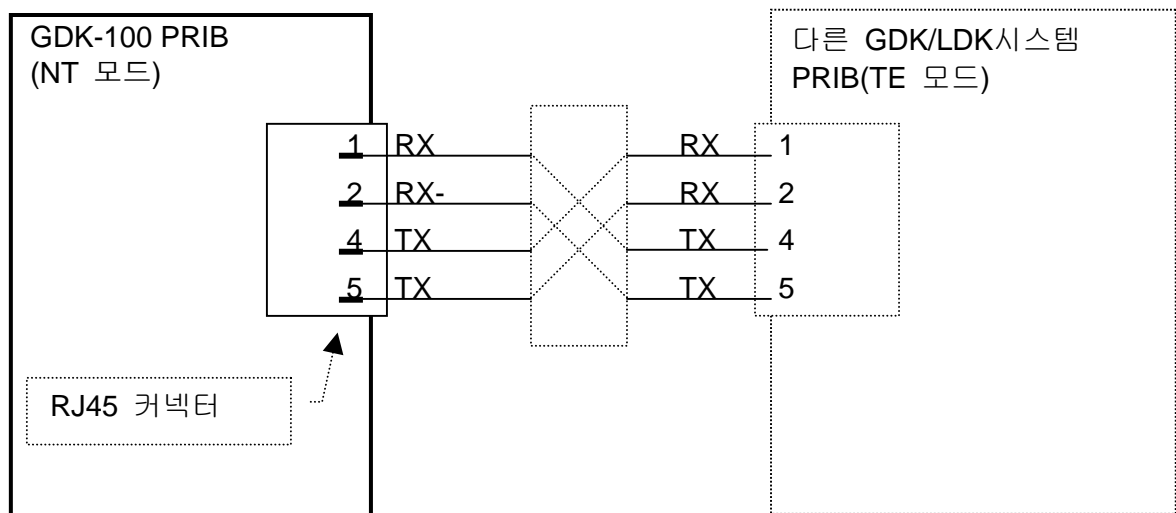 GDK-100 PRIB
(NT 모드)
다른 GDK/LDK시스템
PRIB(TE 모드)
1 RX RX 1
2 RX- RX 2
4 TX TX 4
5 TX TX 5
RJ45 커넥터